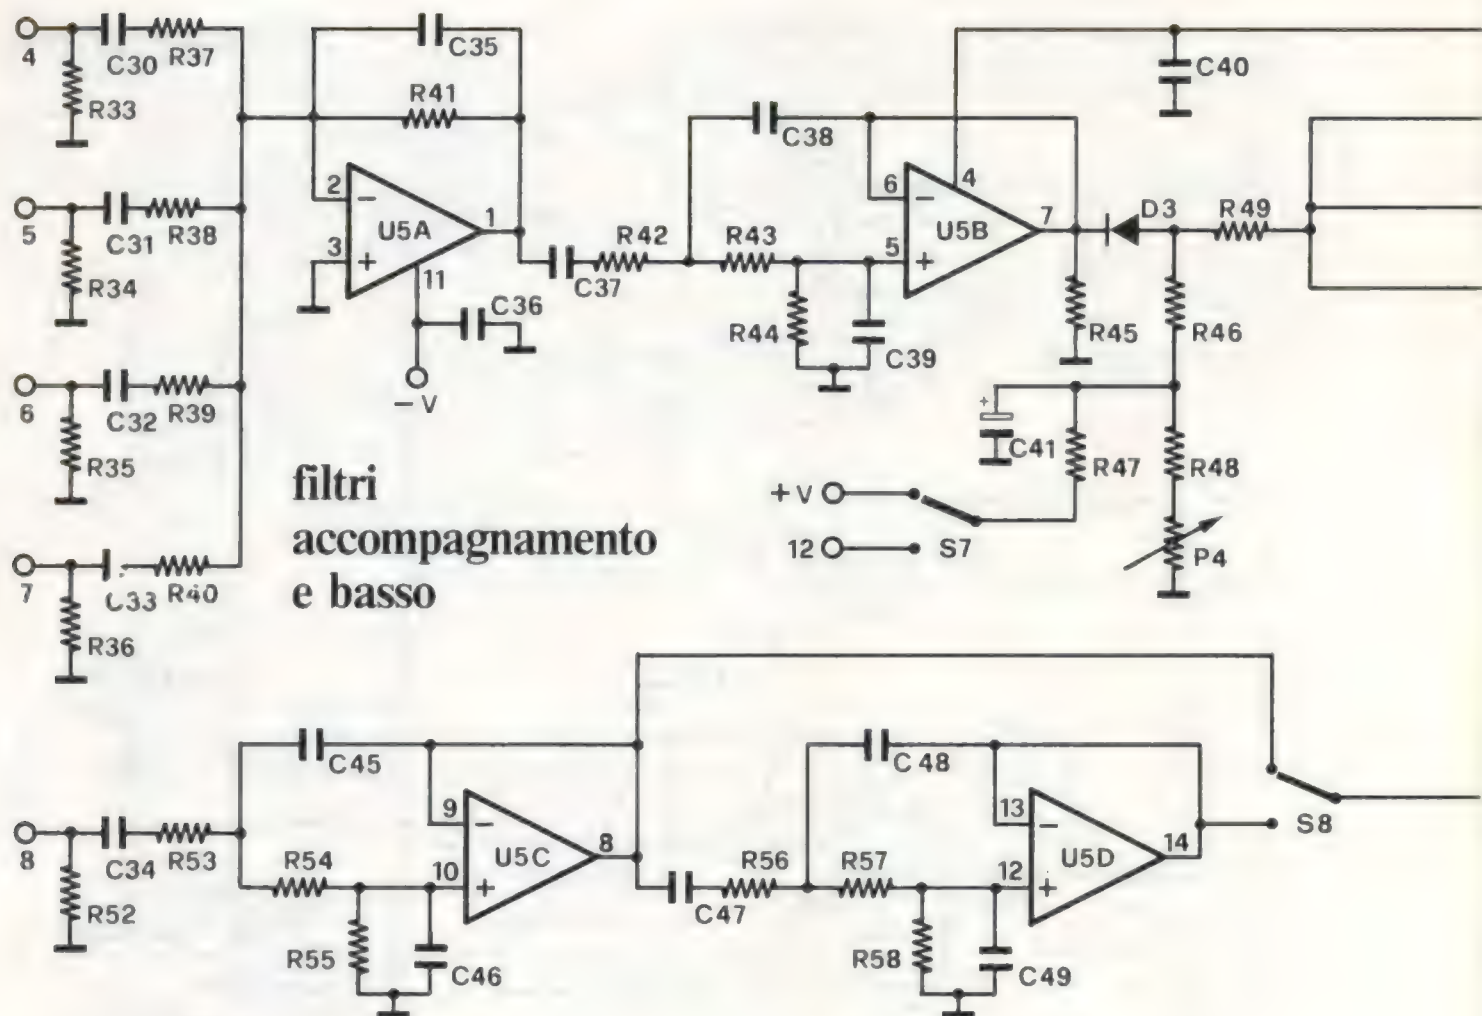 4
C30
R37
R33
C35
R41
2
−
3
+
U5A
1
11
C36
− V
5
C31
R38
R34
6
C32
R39
R35
7
C33
R40
R36
C37
R42
R43
R44
C38
C39
6
−
5
+
U5B
4
7
C40
D3
R49
R45
R46
+
C41
R47
R48
P4
+ V
12
S7
filtri
accompagnamento
e basso
8
C34
R53
R52
C45
R54
R55
C46
9
−
10
+
U5C
8
C47
R56
R57
R58
C48
C49
13
−
12
+
U5D
14
S8